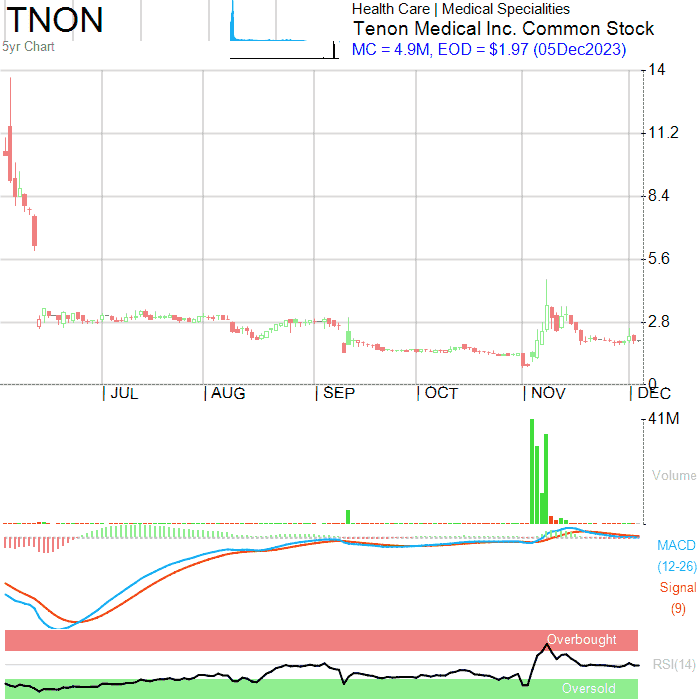 TNON
Health Care | Medical Specialities
Tenon Medical Inc. Common Stock
5yr Chart
MC = 4.9M, EOD = $1.97 (05Dec2023)
14
11.2
8.4
5.6
2.8
0
JUL
AUG
SEP
OCT
NOV
DEC
41M
Volume
MACD
(12-26)
Signal
(9)
Overbought
RSI(14)
Oversold